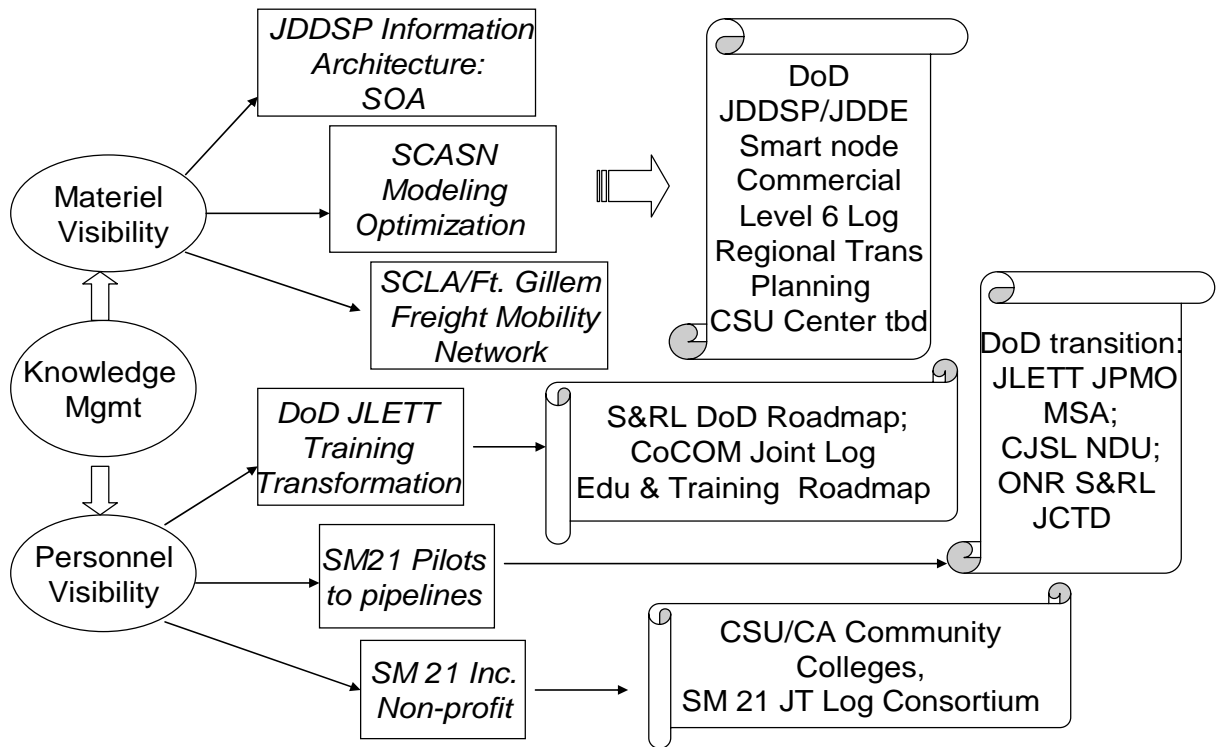 JDDSP Information
Architecture:
SOA
SCASN
Modeling
Optimization
SCLA/Ft. Gillem
Freight Mobility
Network
Materiel
Visibility
Knowledge
Mgmt
Personnel
Visibility
DoD
JDDSP/JDDE
Smart node
Commercial
Level 6 Log
Regional Trans
Planning
CSU Center tbd
DoD JLETT
Training
Transformation
S&RL DoD Roadmap;
CoCOM Joint Log
Edu & Training Roadmap
DoD transition:
JLETT JPMO
MSA;
CJSL NDU;
ONR S&RL
JCTD
SM21 Pilots
to pipelines
SM 21 Inc.
Non-profit
CSU/CA Community
Colleges,
SM 21 JT Log Consortium